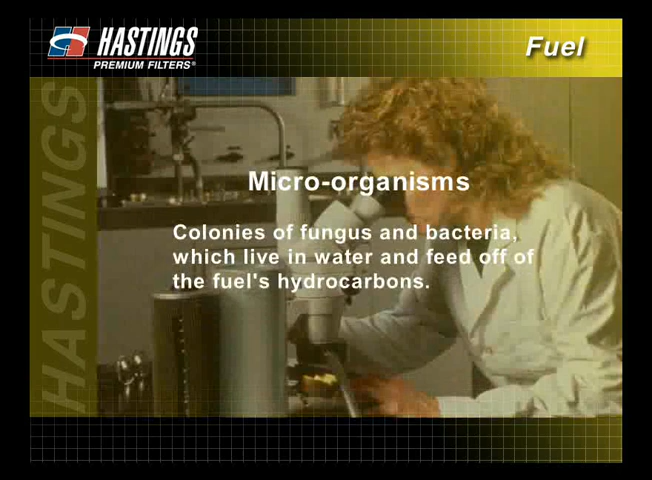 HASTINGS
PREMIUM FILTERS®
Fuel
HASTINGS
Micro-organisms
Colonies of fungus and bacteria,
which live in water and feed off of
the fuel's hydrocarbons.